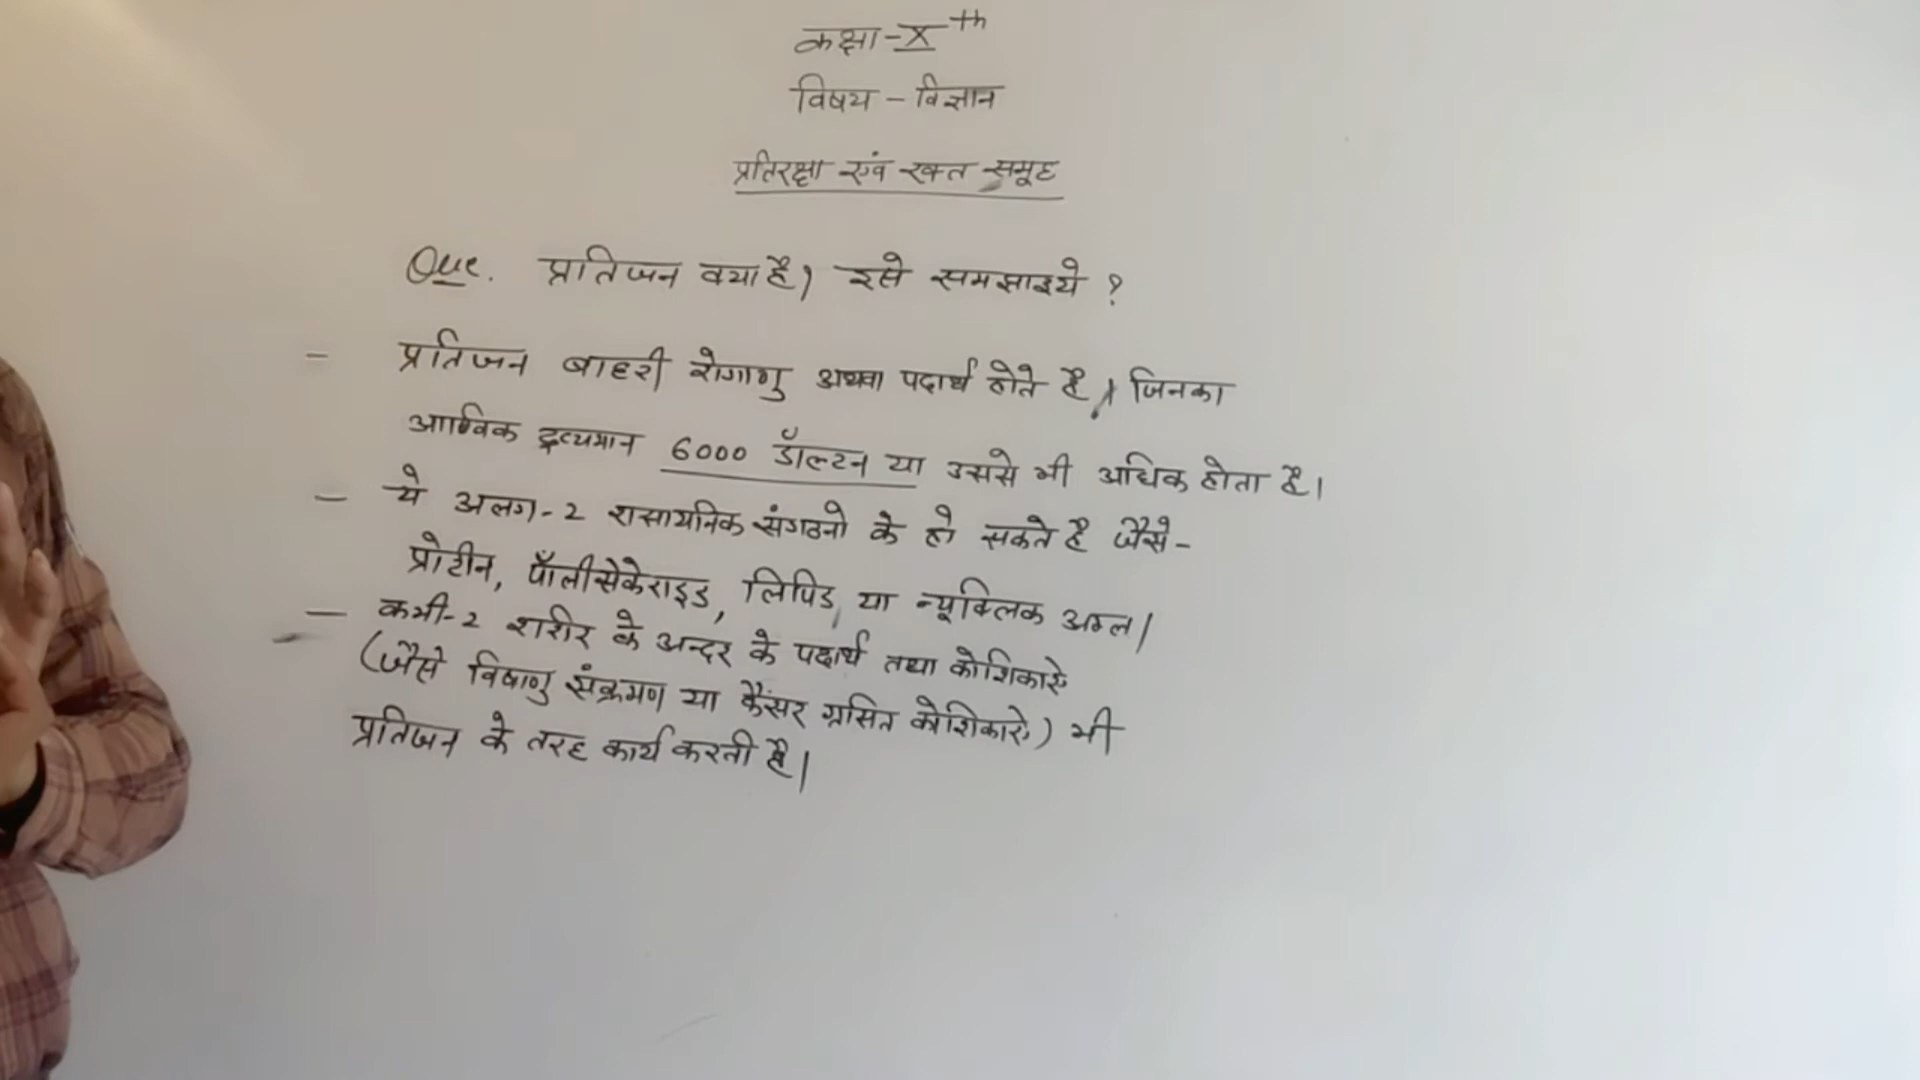 कक्षा - X th
विषय - विज्ञान
प्रतिरक्षा एवं रक्त समूह
Que. प्रतिजन क्या है, इसे समझाइये ?
- प्रतिजन बाहरी रोगाणु अथवा पदार्थ होते है, जिनका
आण्विक द्रव्यमान 6000 डॉल्टन या उससे भी अधिक होता है।
- ये अलग-2 रासायनिक संगठनो के हो सकते है जैसे-
प्रोटीन, पॉलीसेकेराइड, लिपिड, या न्यूक्लिक अम्ल।
- कभी-2 शरीर के अन्दर के पदार्थ तथा कोशिकाऐ
(जैसे विषाणु संक्रमण या कैंसर ग्रसित कोशिकाऐ) भी
प्रतिजन के तरह कार्य करती है।